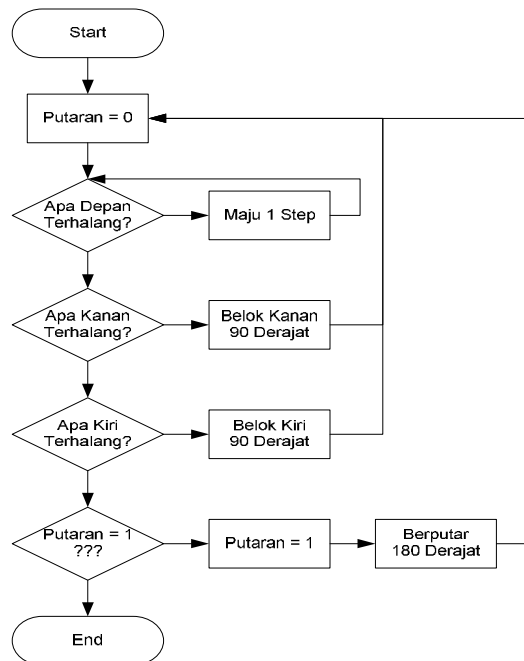 Start
Putaran = 0
Apa Depan
Terhalang?
Maju 1 Step
Apa Kanan
Terhalang?
Belok Kanan
90 Derajat
Apa Kiri
Terhalang?
Belok Kiri
90 Derajat
Putaran = 1
???
Putaran = 1
Berputar
180 Derajat
End